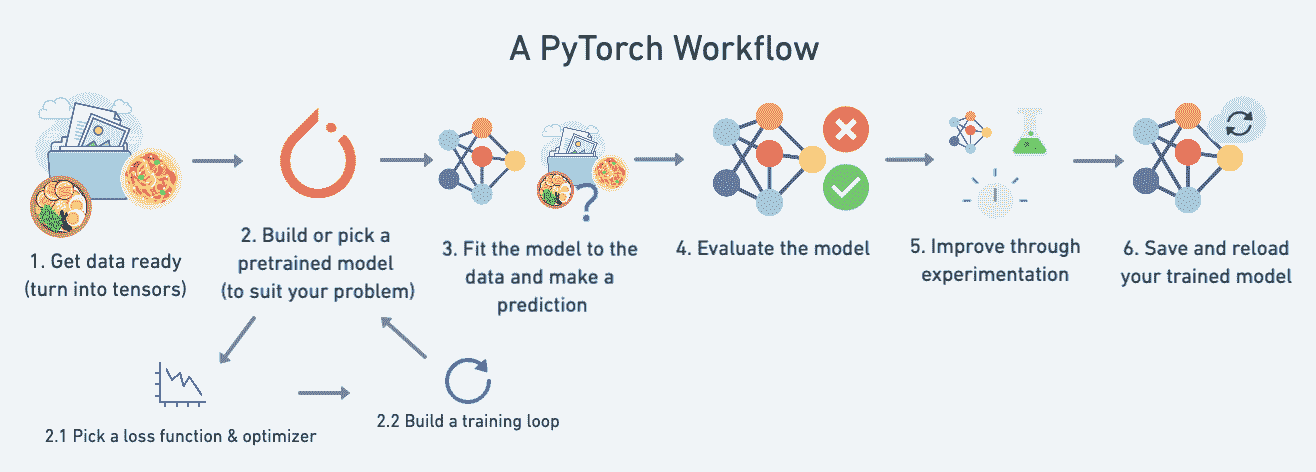 A PyTorch Workflow
1. Get data ready
(turn into tensors)
2. Build or pick a
pretrained model
(to suit your problem)
3. Fit the model to the
data and make a
prediction
4. Evaluate the model
5. Improve through
experimentation
6. Save and reload
your trained model
2.1 Pick a loss function & optimizer
2.2 Build a training loop